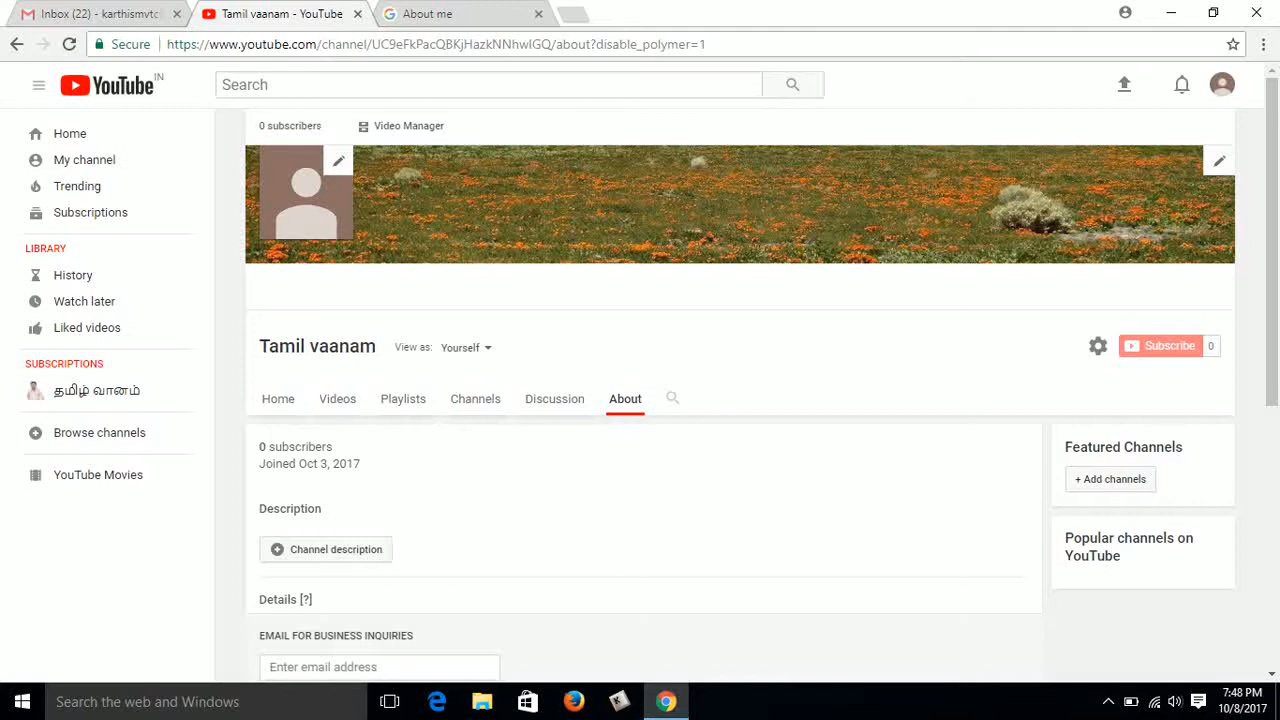 Inbox (22) - karthismvtcl
Tamil vaanam - YouTube
About me
Secure
https://www.youtube.com/channel/UC9eFkPacQBKjHazkNNhwIGQ/about?disable_polymer=1
YouTube IN
Search
Home
My channel
Trending
Subscriptions
LIBRARY
History
Watch later
Liked videos
SUBSCRIPTIONS
தமிழ் வானம்
Browse channels
YouTube Movies
0 subscribers
Video Manager
Tamil vaanam
View as: Yourself
Subscribe 0
Home Videos Playlists Channels Discussion About
0 subscribers
Joined Oct 3, 2017
Description
Channel description
Details [?]
EMAIL FOR BUSINESS INQUIRIES
Enter email address
Featured Channels
+ Add channels
Popular channels on
YouTube
Search the web and Windows
7:48 PM
10/8/2017